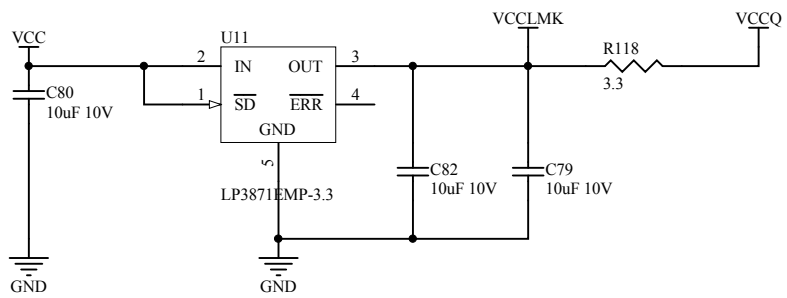 VCC
U11
VCCLMK
VCCQ
2
IN
OUT
3
R118
3.3
C80
10uF 10V
1
SD
ERR
4
GND
5
C82
10uF 10V
C79
10uF 10V
LP3871EMP-3.3
GND
GND